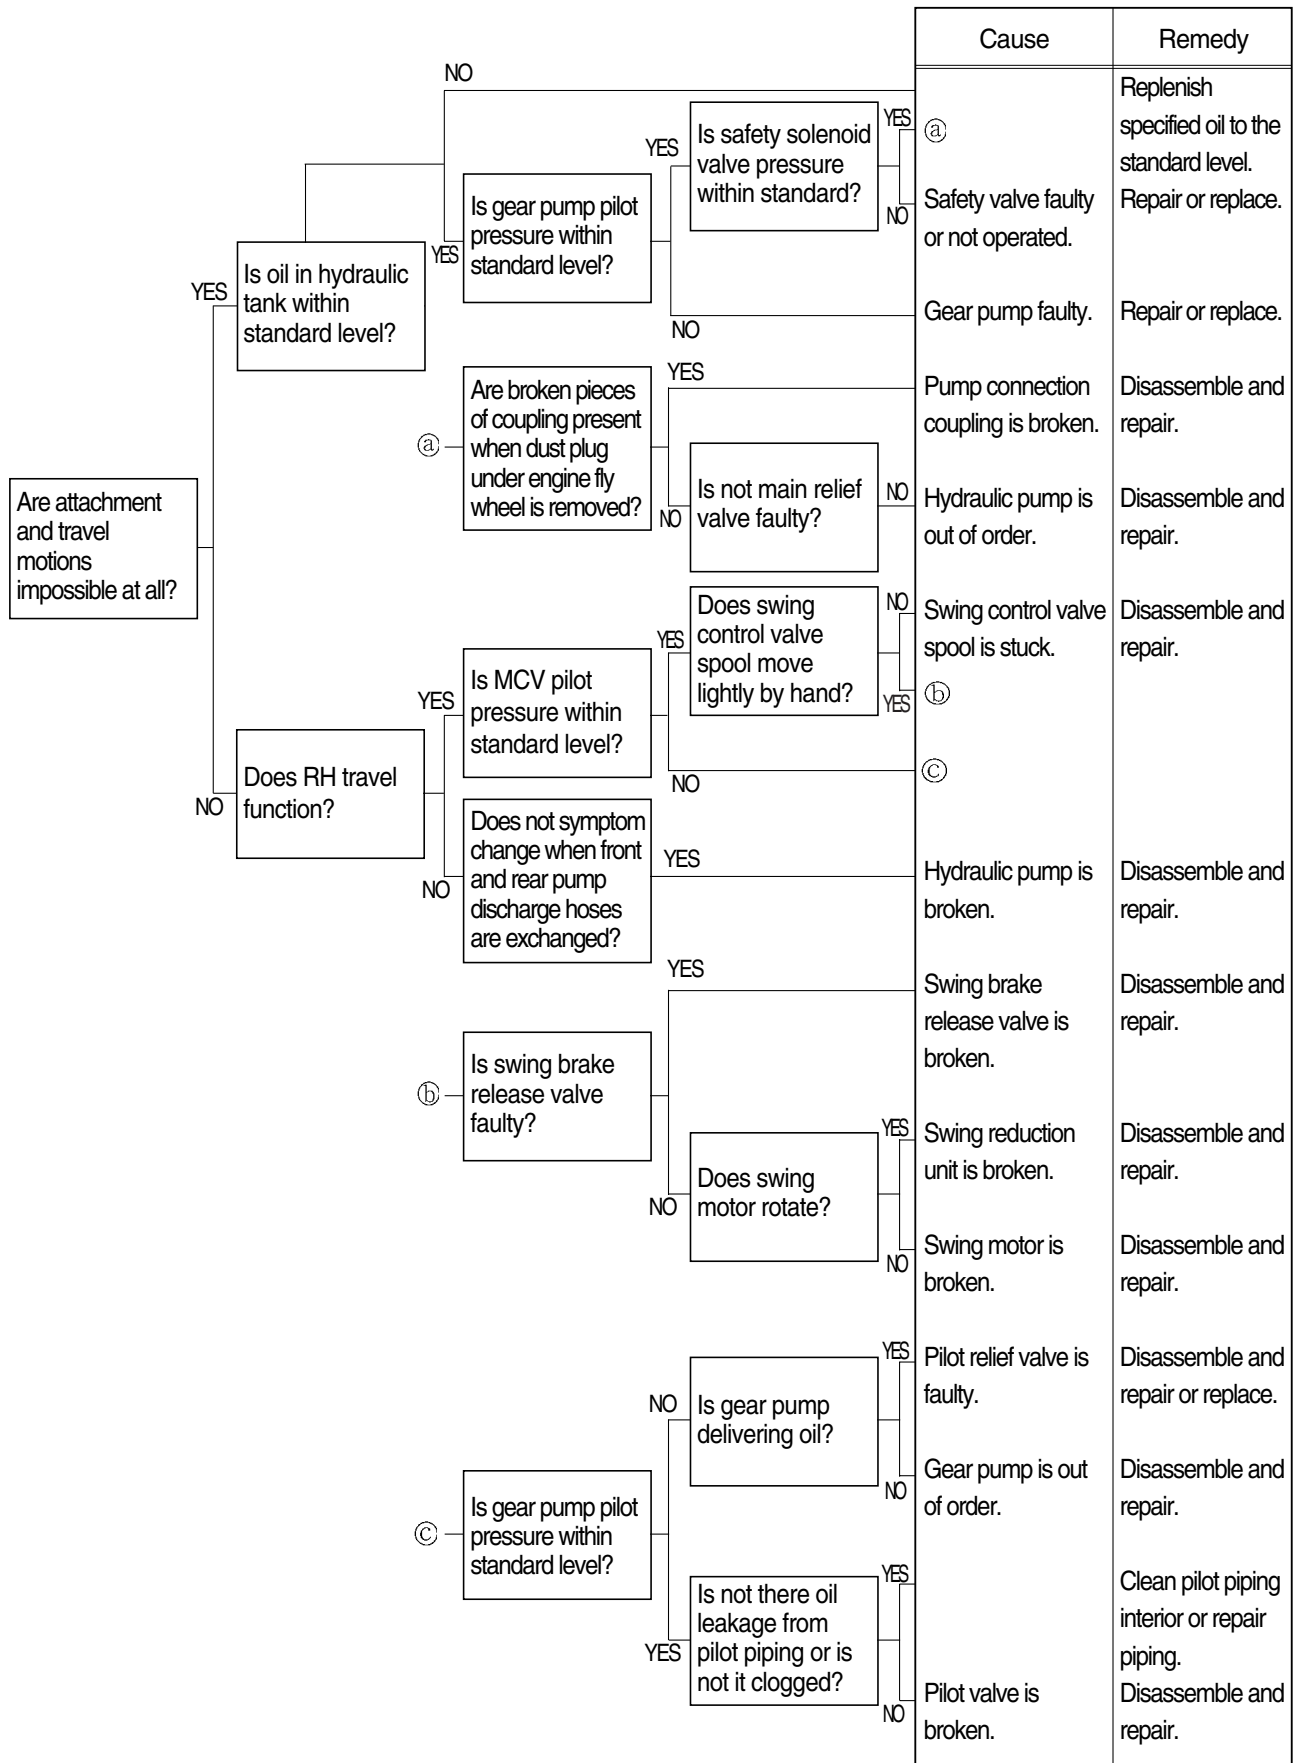 Cause
Remedy
NO
Replenish
specified oil to the
standard level.
YES
Is safety solenoid
valve pressure
within standard?
YES
ⓐ
NO
Safety valve faulty
or not operated.
Repair or replace.
Is gear pump pilot
pressure within
standard level?
YES
YES
Is oil in hydraulic
tank within
standard level?
NO
Gear pump faulty.
Repair or replace.
ⓐ
Are broken pieces
of coupling present
when dust plug
under engine fly
wheel is removed?
YES
Pump connection
coupling is broken.
Disassemble and
repair.
NO
Is not main relief
valve faulty?
NO
Hydraulic pump is
out of order.
Disassemble and
repair.
Are attachment
and travel
motions
impossible at all?
Does swing
control valve
spool move
lightly by hand?
NO
Swing control valve
spool is stuck.
Disassemble and
repair.
YES
YES
ⓑ
YES
Is MCV pilot
pressure within
standard level?
NO
ⓒ
NO
Does RH travel
function?
NO
Does not symptom
change when front
and rear pump
discharge hoses
are exchanged?
YES
Hydraulic pump is
broken.
Disassemble and
repair.
YES
Swing brake
release valve is
broken.
Disassemble and
repair.
ⓑ
Is swing brake
release valve
faulty?
NO
Does swing
motor rotate?
YES
Swing reduction
unit is broken.
Disassemble and
repair.
NO
Swing motor is
broken.
Disassemble and
repair.
NO
Is gear pump
delivering oil?
YES
Pilot relief valve is
faulty.
Disassemble and
repair or replace.
NO
Gear pump is out
of order.
Disassemble and
repair.
ⓒ
Is gear pump pilot
pressure within
standard level?
YES
Is not there oil
leakage from
pilot piping or is
not it clogged?
YES
Clean pilot piping
interior or repair
piping.
NO
Pilot valve is
broken.
Disassemble and
repair.